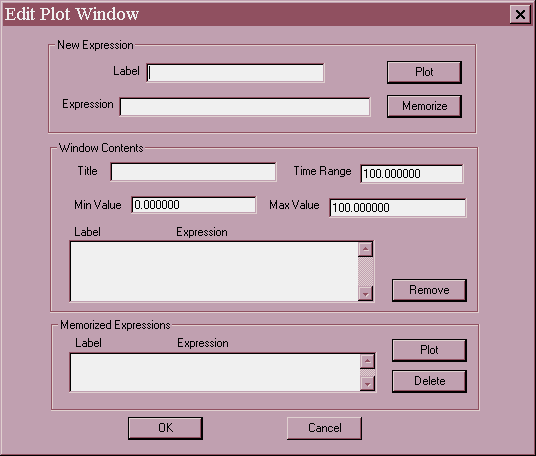 Edit Plot Window
New Expression
Label
Plot
Expression
Memorize
Window Contents
Title
Time Range 100.000000
Min Value 0.000000
Max Value 100.000000
Label Expression
Remove
Memorized Expressions
Label Expression
Plot
Delete
OK
Cancel